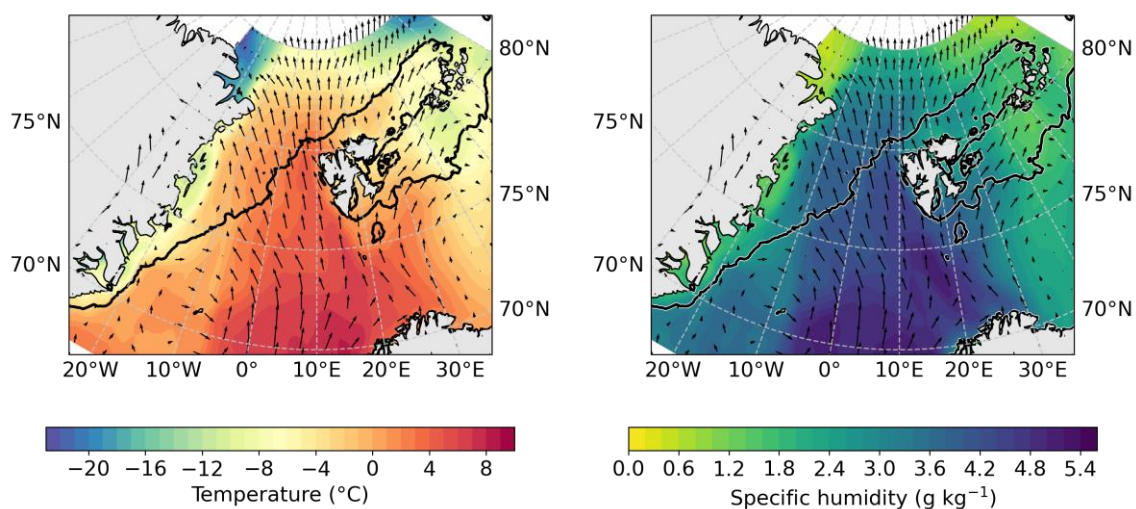 80°N
80°N
75°N
75°N
75°N
75°N
70°N
70°N
70°N
70°N
20°W 10°W 0° 10°E 20°E 30°E
20°W 10°W 0° 10°E 20°E 30°E
−20 −16 −12 −8 −4 0 4 8
0.0 0.6 1.2 1.8 2.4 3.0 3.6 4.2 4.8 5.4
Temperature (°C)
Specific humidity (g kg⁻¹)